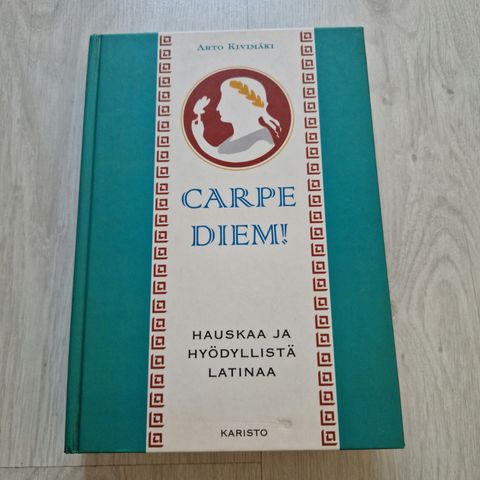 Arto Kivimäki
CARPE
DIEM!
HAUSKAA JA
HYÖDYLLISTÄ
LATINAA
KARISTO